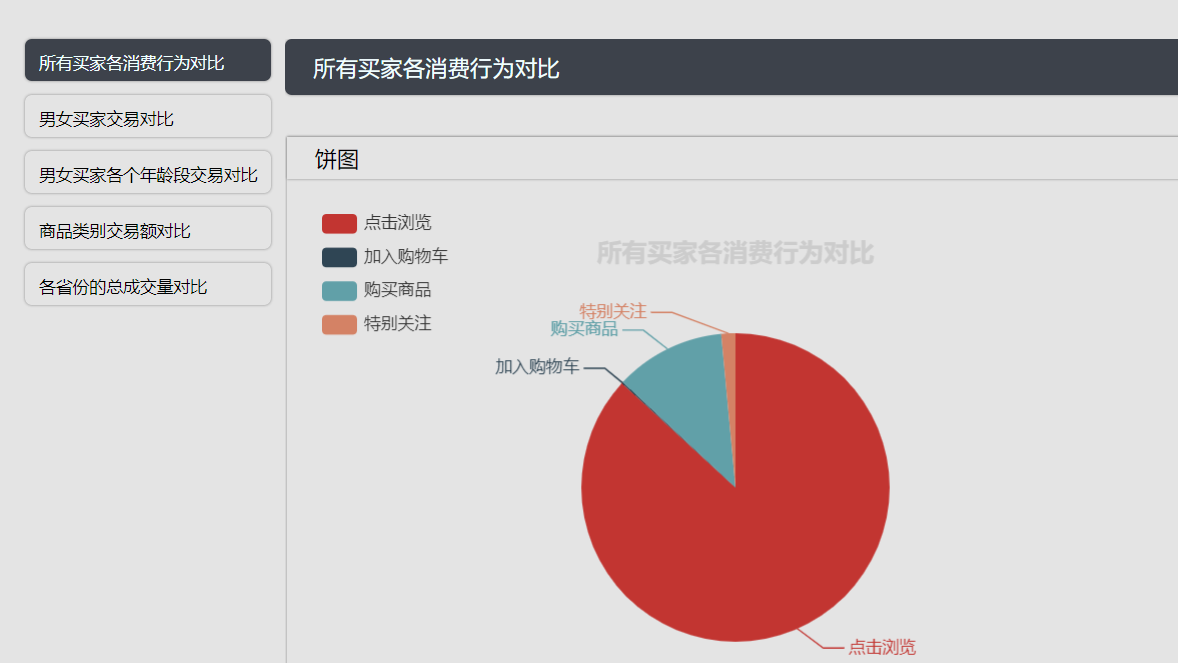 所有买家各消费行为对比
男女买家交易对比
男女买家各个年龄段交易对比
商品类别交易额对比
各省份的总成交量对比
所有买家各消费行为对比
饼图
点击浏览
加入购物车
购买商品
特别关注
所有买家各消费行为对比
特别关注
购买商品
加入购物车
点击浏览